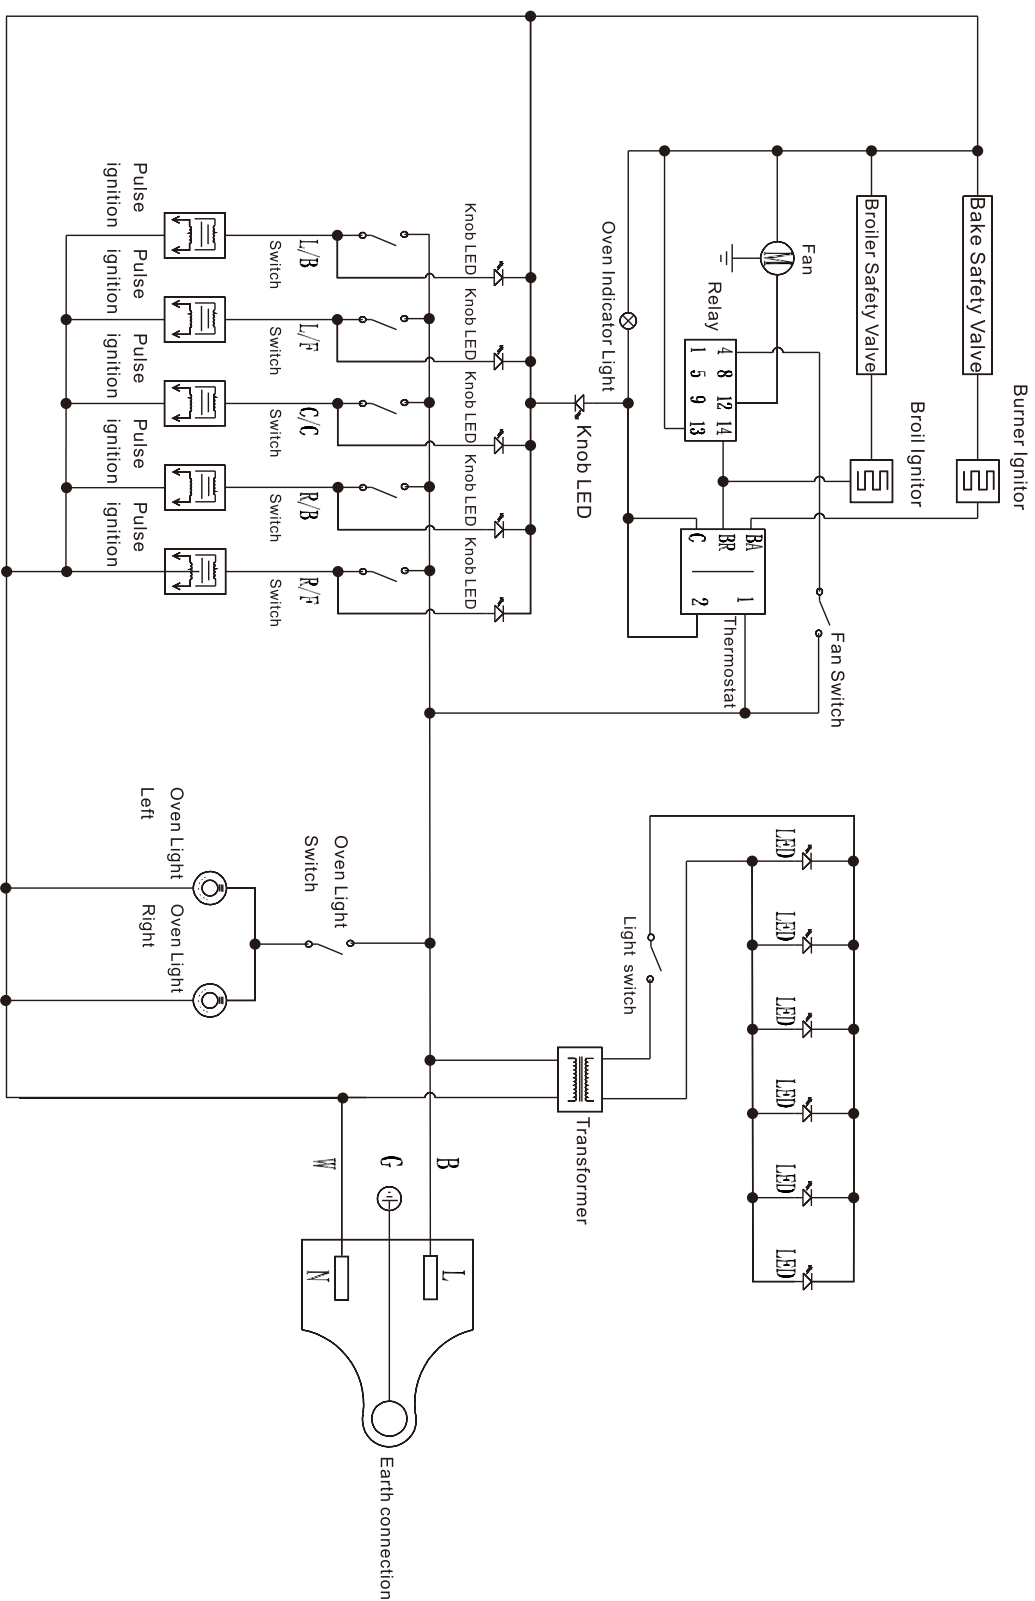 Burner Ignitor
Bake Safety Valve
Broil Ignitor
Broiler Safety Valve
Fan Switch
Fan
M
Relay
4 8 12 14
1 5 9 13
BA
BR
C
1
2
Thermostat
Oven Indicator Light
Knob LED
Knob LED
Knob LED
Knob LED
Knob LED
Knob LED
L/B
Switch
L/F
Switch
C/C
Switch
R/B
Switch
R/F
Switch
Pulse
ignition
Pulse
ignition
Pulse
ignition
Pulse
ignition
Pulse
ignition
LED
LED
LED
LED
LED
LED
Light switch
Transformer
Oven Light
Switch
Oven Light
Left
Oven Light
Right
B
G
W
L
N
Earth connection